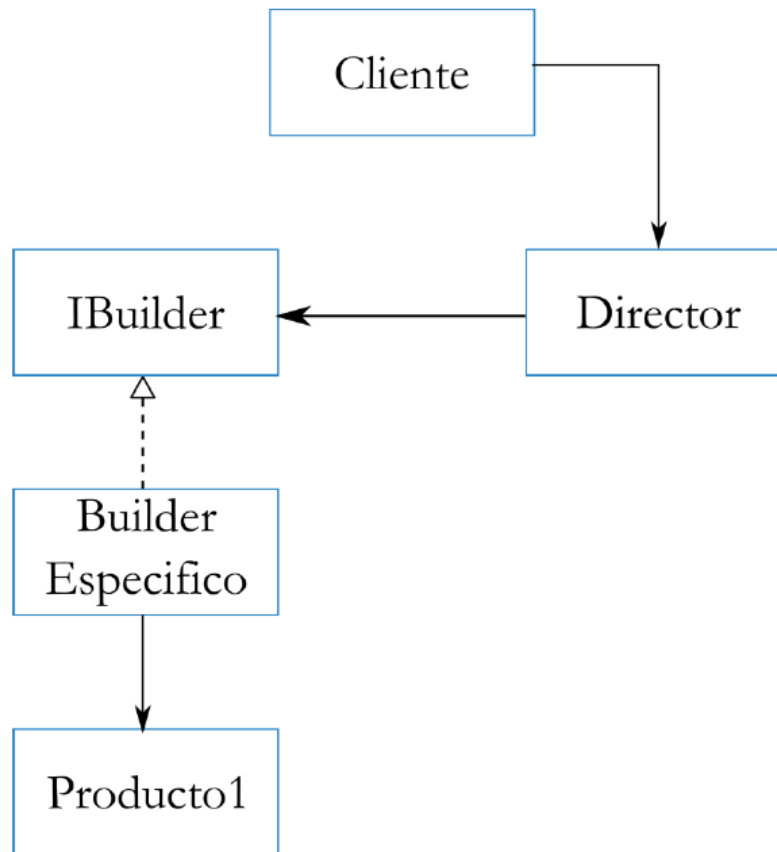 Cliente
IBuilder
Director
Builder
Especifico
Producto1